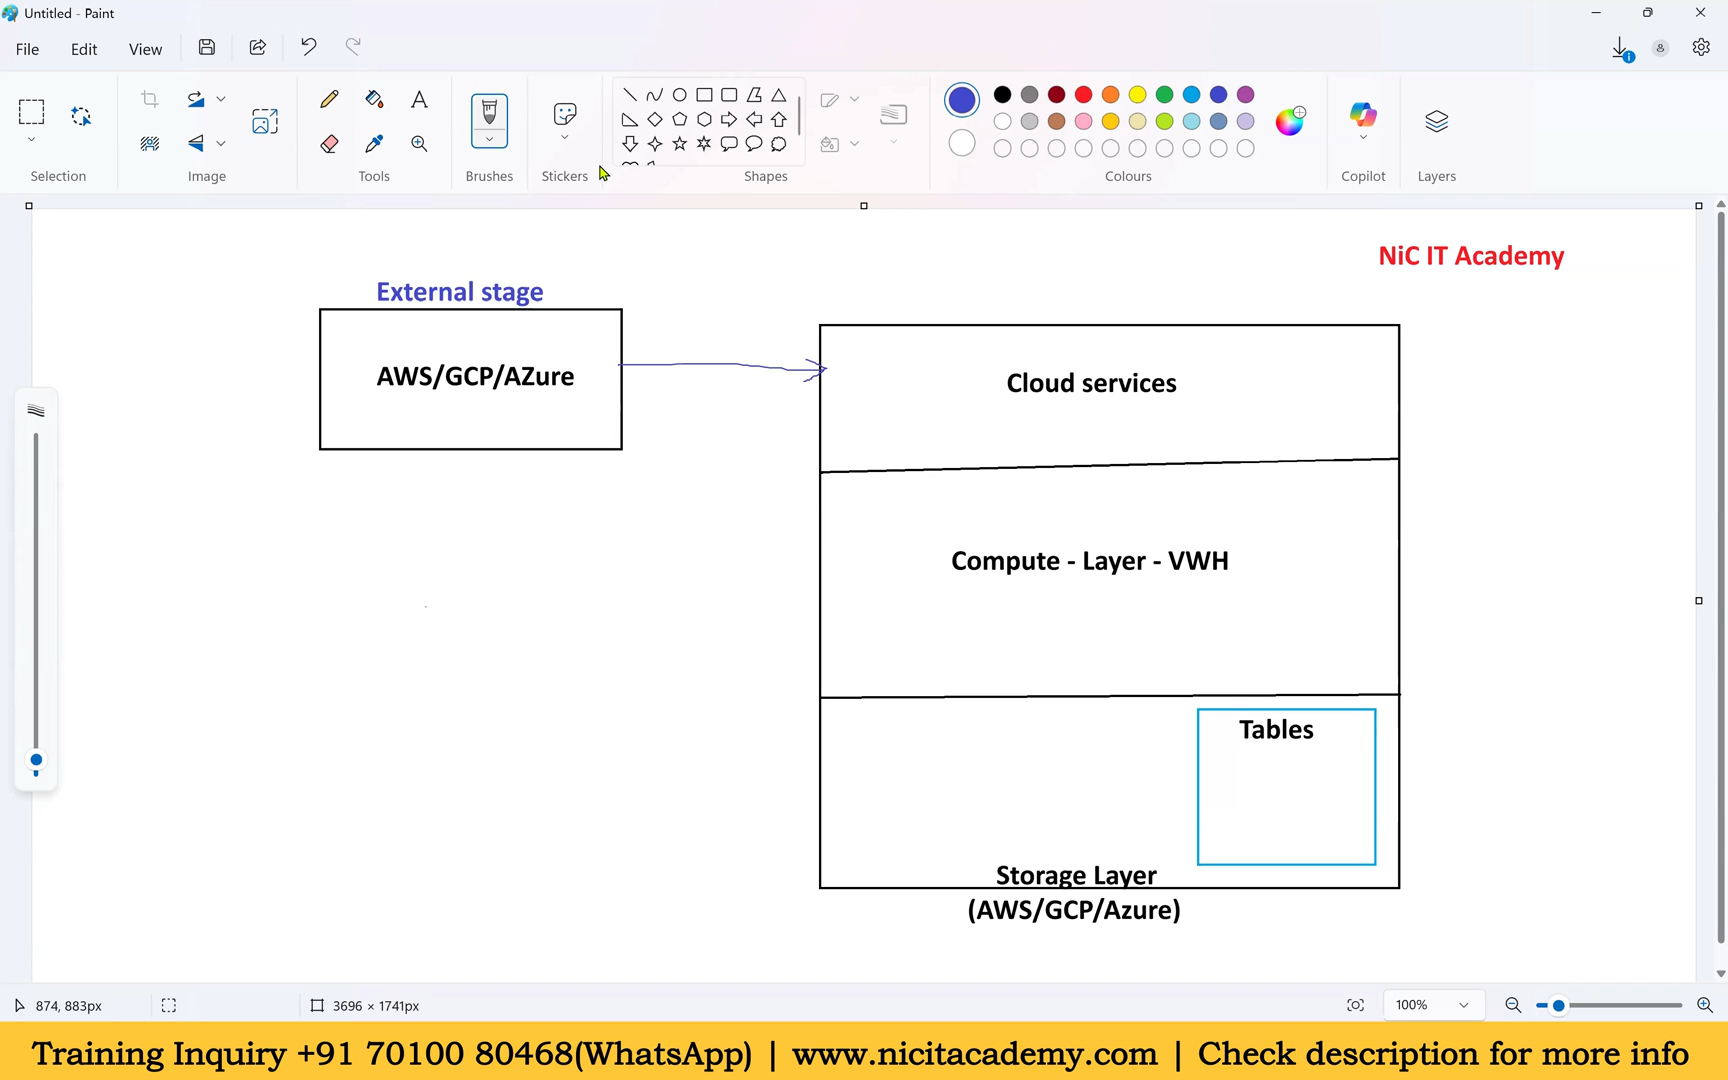 Untitled - Paint
File Edit View
Selection Image Tools Brushes Stickers Shapes Colours Copilot Layers
NiC IT Academy
External stage
AWS/GCP/AZure
Cloud services
Compute - Layer - VWH
Tables
Storage Layer
(AWS/GCP/Azure)
874, 883px 3696 × 1741px 100%
Training Inquiry +91 70100 80468(WhatsApp) | www.nicitacademy.com | Check description for more info